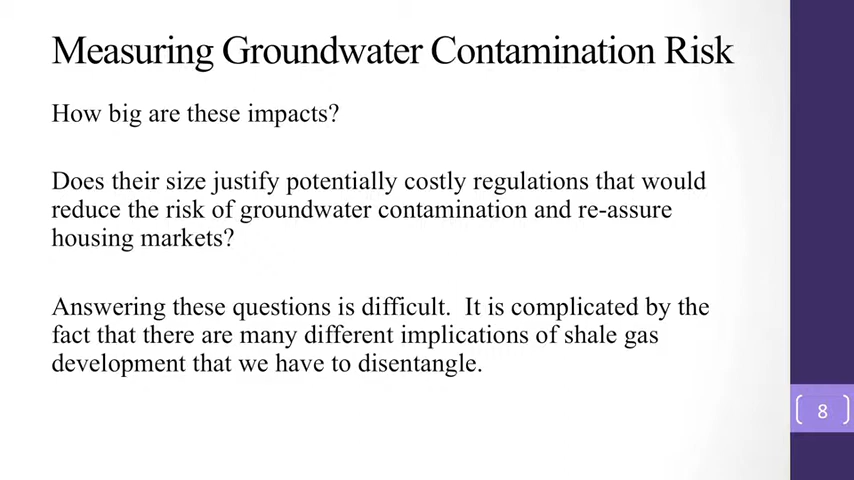 Measuring Groundwater Contamination Risk
How big are these impacts?
Does their size justify potentially costly regulations that would
reduce the risk of groundwater contamination and re-assure
housing markets?
Answering these questions is difficult.  It is complicated by the
fact that there are many different implications of shale gas
development that we have to disentangle.
8